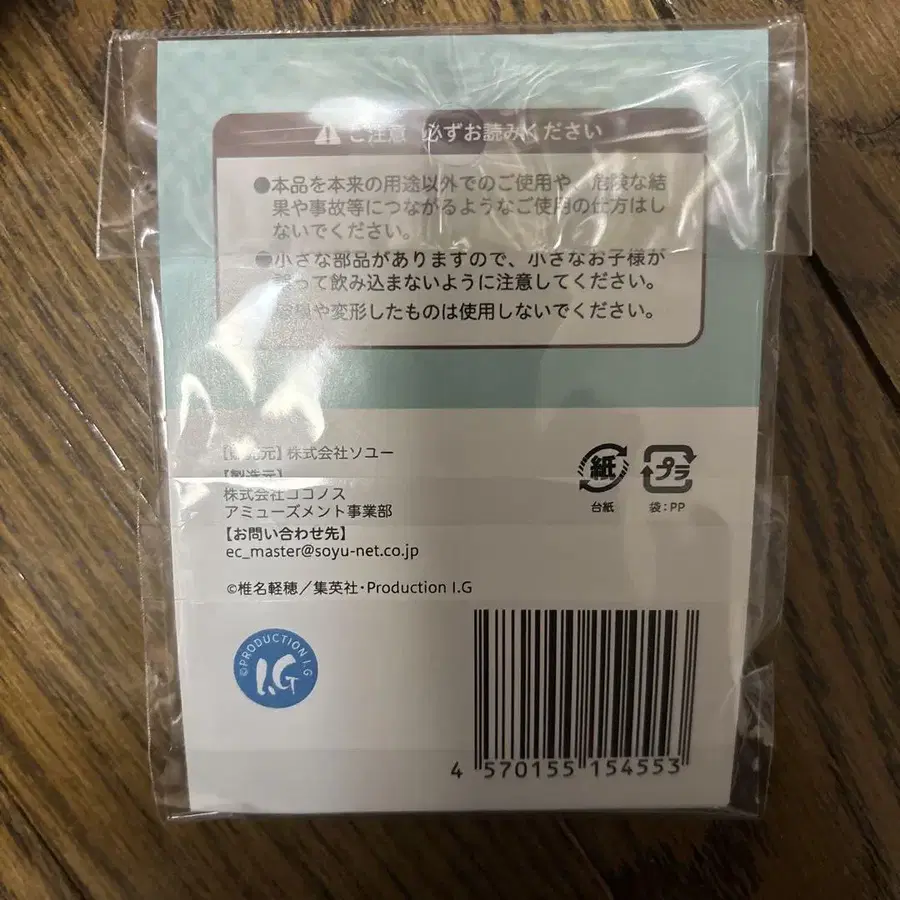 ご注意 必ずお読みください
●本品を本来の用途以外でのご使用や、危険な結
果や事故等につながるようなご使用の仕方はし
ないでください。
●小さな部品がありますので、小さなお子様が
って飲み込まないように注意してください。
や変形したものは使用しないでください。
【販売元】株式会社ソユー
【製造元】
株式会社ココノス
アミューズメント事業部
【お問い合わせ先】
ec_master@soyu-net.co.jp
©椎名軽穂／集英社・Production I.G
紙
台紙
プラ
袋：PP
©PRODUCTION I.G
I.G
4 570155 154553